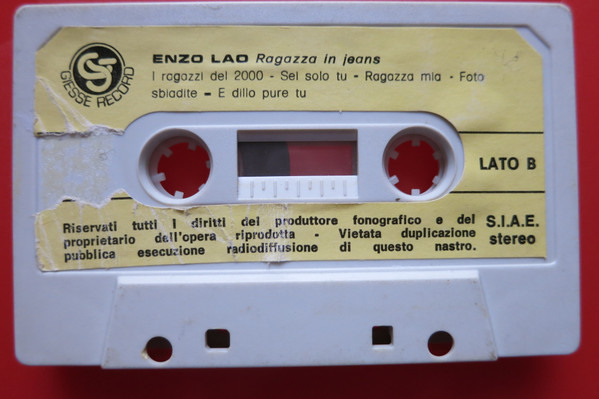 GS
GIESSE RECORD
ENZO LAO Ragazza in jeans
I ragazzi del 2000 - Sei solo tu - Ragazza mia - Foto
sbiadite - E dillo pure tu
LATO B
Riservati tutti i diritti del produttore fonografico e del
proprietario dell'opera riprodotta - Vietata duplicazione
pubblica esecuzione radiodiffusione di questo nastro.
S.I.A.E.
stereo